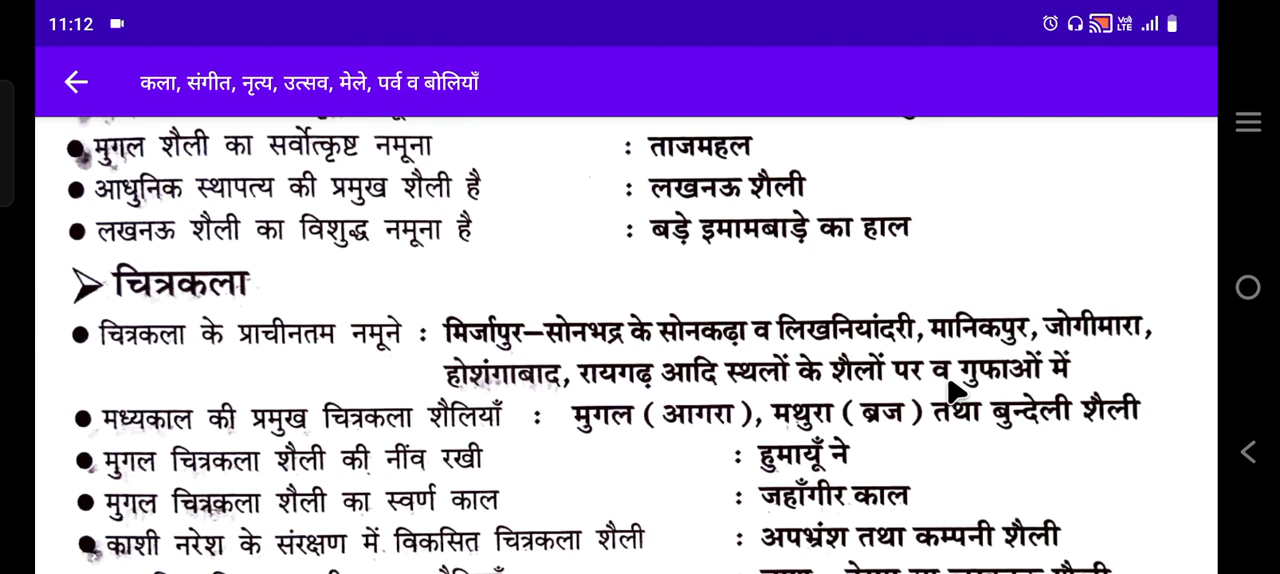 11:12 VoLTE
कला, संगीत, नृत्य, उत्सव, मेले, पर्व व बोलियाँ
● मुगल शैली का सर्वोत्कृष्ट नमूना : ताजमहल
● आधुनिक स्थापत्य की प्रमुख शैली है : लखनऊ शैली
● लखनऊ शैली का विशुद्ध नमूना है : बड़े इमामबाड़े का हाल
➢ चित्रकला
● चित्रकला के प्राचीनतम नमूने : मिर्जापुर–सोनभद्र के सोनकढ़ा व लिखनियांदरी, मानिकपुर, जोगीमारा,
होशंगाबाद, रायगढ़ आदि स्थलों के शैलों पर व गुफाओं में
● मध्यकाल की प्रमुख चित्रकला शैलियाँ : मुगल ( आगरा ), मथुरा ( ब्रज ) तथा बुन्देली शैली
● मुगल चित्रकला शैली की नींव रखी : हुमायूँ ने
● मुगल चित्रकला शैली का स्वर्ण काल : जहाँगीर काल
● काशी नरेश के संरक्षण में विकसित चित्रकला शैली : अपभ्रंश तथा कम्पनी शैली